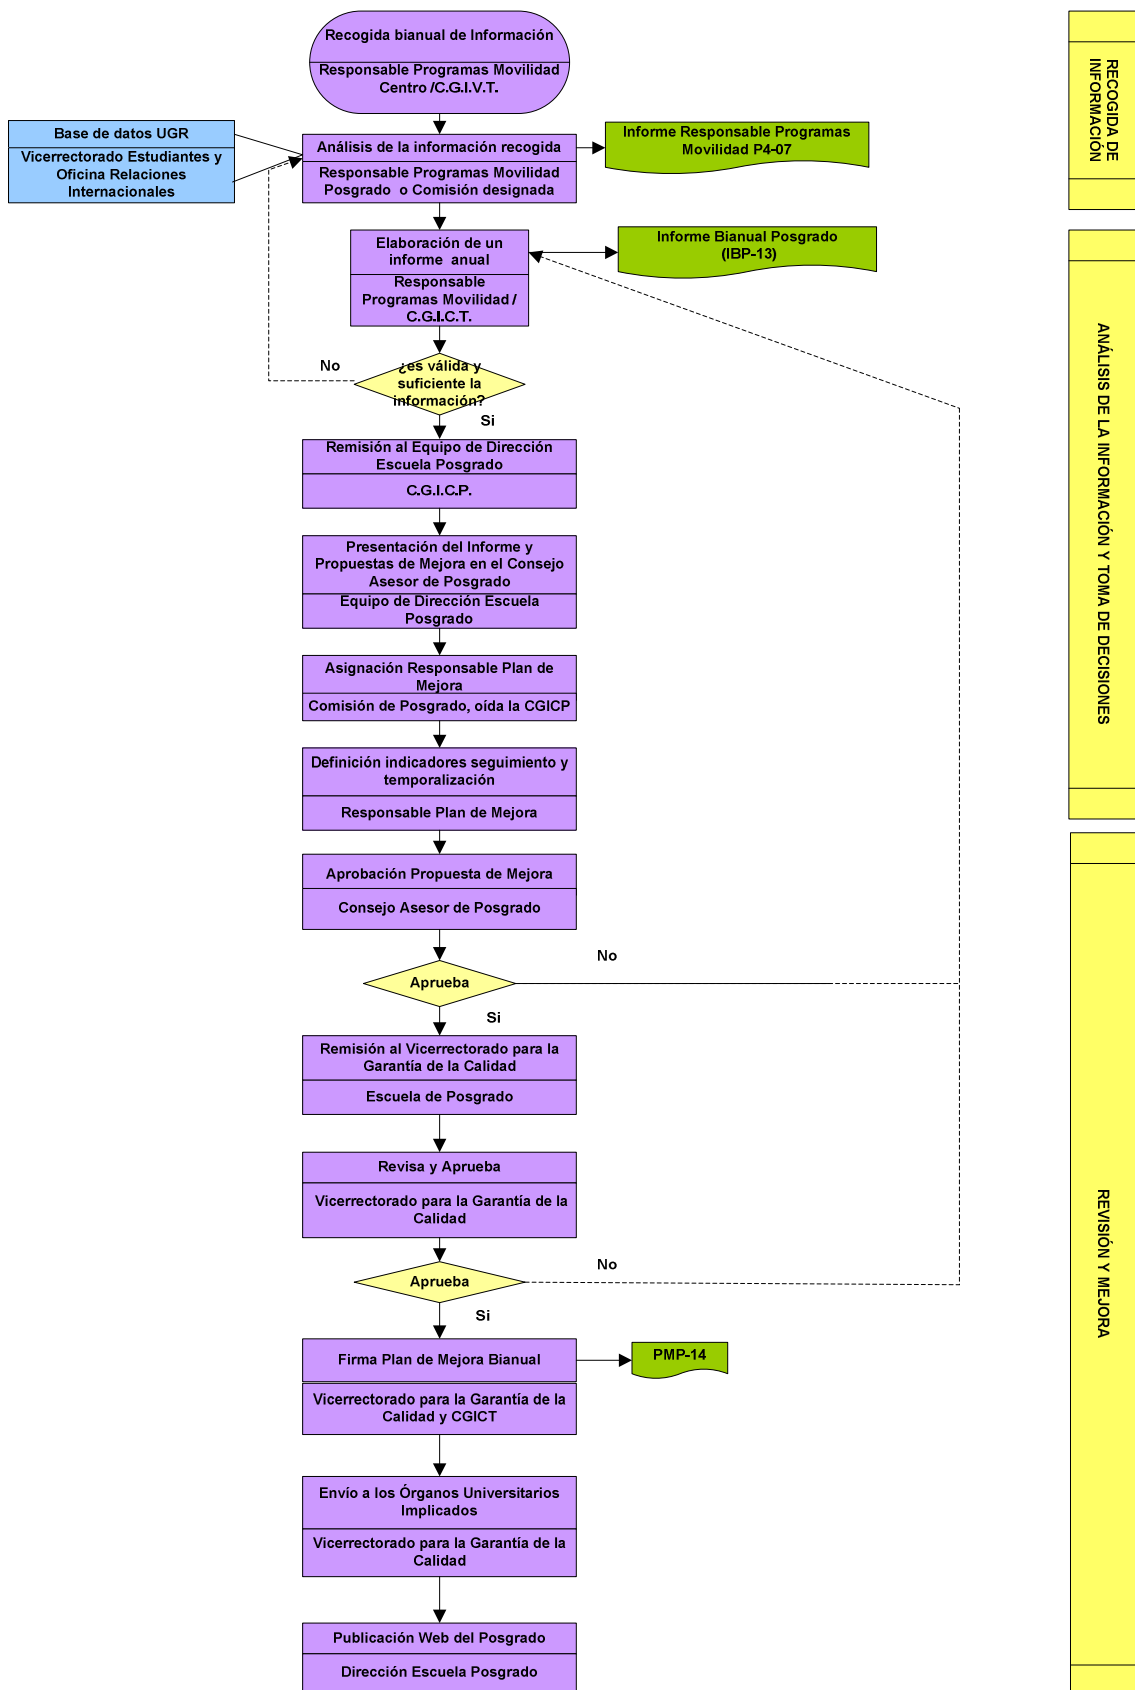 Recogida bianual de Información
Responsable Programas Movilidad
Centro /C.G.I.V.T.
Base de datos UGR
Vicerrectorado Estudiantes y
Oficina Relaciones
Internacionales
Análisis de la información recogida
Responsable Programas Movilidad
Posgrado o Comisión designada
Informe Responsable Programas
Movilidad P4-07
Elaboración de un
informe anual
Responsable
Programas Movilidad /
C.G.I.C.T.
Informe Bianual Posgrado
(IBP-13)
¿es válida y
suficiente la
información?
No
Si
Remisión al Equipo de Dirección
Escuela Posgrado
C.G.I.C.P.
Presentación del Informe y
Propuestas de Mejora en el Consejo
Asesor de Posgrado
Equipo de Dirección Escuela
Posgrado
Asignación Responsable Plan de
Mejora
Comisión de Posgrado, oída la CGICP
Definición indicadores seguimiento y
temporalización
Responsable Plan de Mejora
Aprobación Propuesta de Mejora
Consejo Asesor de Posgrado
Aprueba
No
Si
Remisión al Vicerrectorado para la
Garantía de la Calidad
Escuela de Posgrado
Revisa y Aprueba
Vicerrectorado para la Garantía de la
Calidad
Aprueba
No
Si
Firma Plan de Mejora Bianual
Vicerrectorado para la Garantía de la
Calidad y CGICT
PMP-14
Envío a los Órganos Universitarios
Implicados
Vicerrectorado para la Garantía de la
Calidad
Publicación Web del Posgrado
Dirección Escuela Posgrado
RECOGIDA DE
INFORMACIÓN
ANÁLISIS DE LA INFORMACIÓN Y TOMA DE DECISIONES
REVISIÓN Y MEJORA